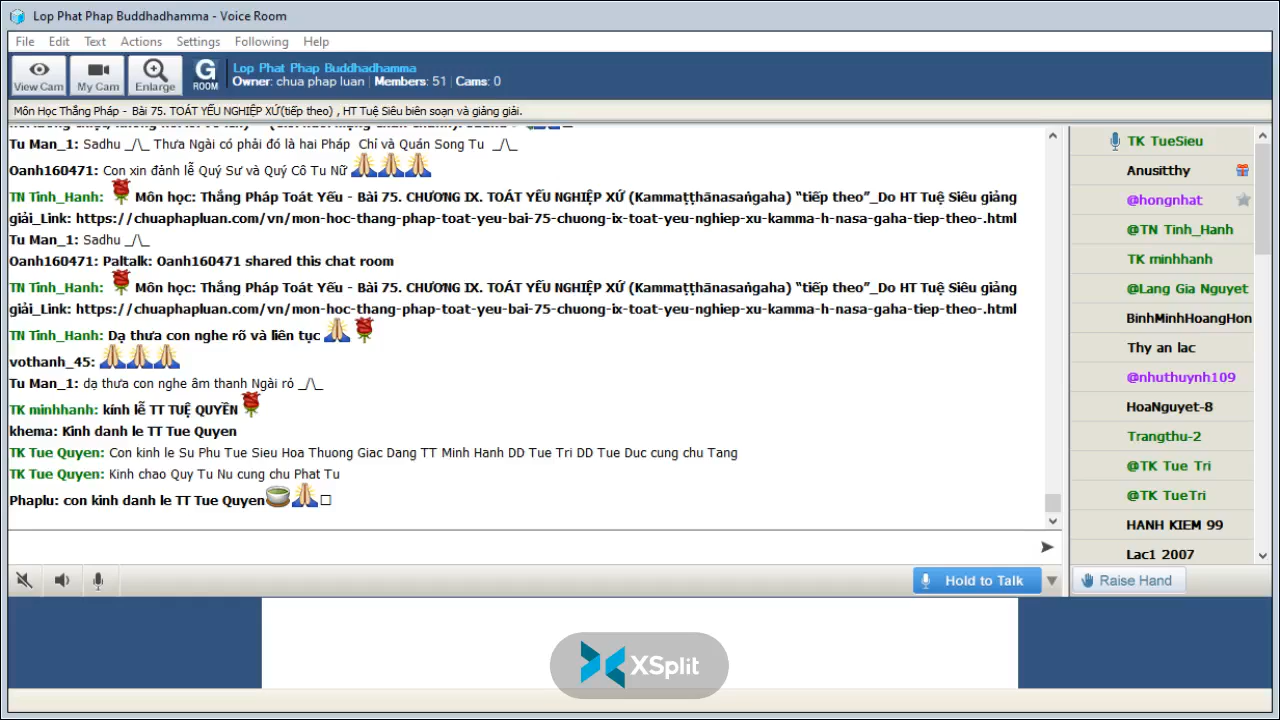 Lop Phat Phap Buddhadhamma - Voice Room
File Edit Text Actions Settings Following Help
View Cam My Cam Enlarge G ROOM
Lop Phat Phap Buddhadhamma
Owner: chua phap luan | Members: 51 | Cams: 0
Môn Học Thắng Pháp - Bài 75. TOÁT YẾU NGHIỆP XỨ(tiếp theo) , HT Tuệ Siêu biên soạn và giảng giải.
Tu Man_1: Sadhu _/\_ Thưa Ngài có phải đó là hai Pháp Chỉ và Quán Song Tu _/\_
Oanh160471: Con xin đảnh lễ Quý Sư và Quý Cô Tu Nữ
TN Tinh_Hanh: Môn học: Thắng Pháp Toát Yếu - Bài 75. CHƯƠNG IX. TOÁT YẾU NGHIỆP XỨ (Kammaṭṭhānasaṅgaha) “tiếp theo”_Do HT Tuệ Siêu giảng
giải_Link: https://chuaphapluan.com/vn/mon-hoc-thang-phap-toat-yeu-bai-75-chuong-ix-toat-yeu-nghiep-xu-kamma-h-nasa-gaha-tiep-theo-.html
Tu Man_1: Sadhu _/\_
Oanh160471: Paltalk: Oanh160471 shared this chat room
TN Tinh_Hanh: Môn học: Thắng Pháp Toát Yếu - Bài 75. CHƯƠNG IX. TOÁT YẾU NGHIỆP XỨ (Kammaṭṭhānasaṅgaha) “tiếp theo”_Do HT Tuệ Siêu giảng
giải_Link: https://chuaphapluan.com/vn/mon-hoc-thang-phap-toat-yeu-bai-75-chuong-ix-toat-yeu-nghiep-xu-kamma-h-nasa-gaha-tiep-theo-.html
TN Tinh_Hanh: Dạ thưa con nghe rõ và liên tục
vothanh_45:
Tu Man_1: dạ thưa con nghe âm thanh Ngài rỏ _/\_
TK minhhanh: kính lễ TT TUỆ QUYỀN
khema: Kinh danh le TT Tue Quyen
TK Tue Quyen: Con kinh le Su Phu Tue Sieu Hoa Thuong Giac Dang TT Minh Hanh DD Tue Tri DD Tue Duc cung chu Tang
TK Tue Quyen: Kinh chao Quy Tu Nu cung chu Phat Tu
Phaplu: con kinh danh le TT Tue Quyen
TK TueSieu
Anusitthy
@hongnhat
@TN Tinh_Hanh
TK minhhanh
@Lang Gia Nguyet
BinhMinhHoangHon
Thy an lac
@nhuthuynh109
HoaNguyet-8
Trangthu-2
@TK Tue Tri
@TK TueTri
HANH KIEM 99
Lac1 2007
Hold to Talk
Raise Hand
XSplit